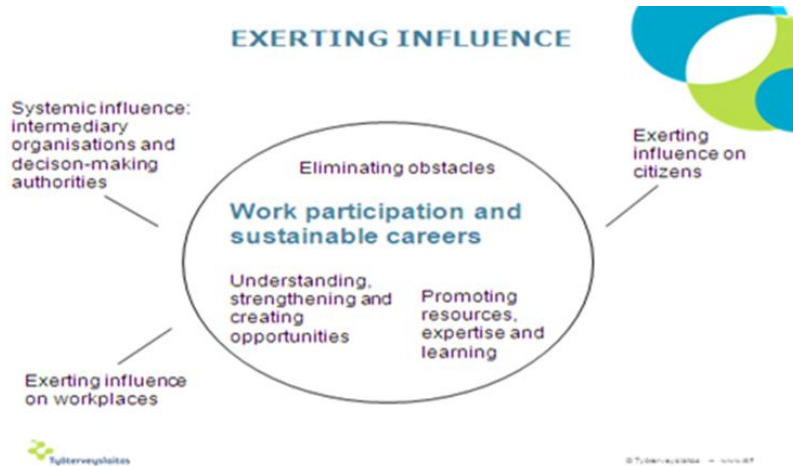 EXERTING INFLUENCE
Systemic influence:
intermediary
organisations and
decison-making
authorities
Exerting
influence on
citizens
Eliminating obstacles
Work participation and
sustainable careers
Understanding,
strengthening and
creating
opportunities
Promoting
resources,
expertise and
learning
Exerting influence
on workplaces
Työterveyslaitos
© Työterveyslaitos –